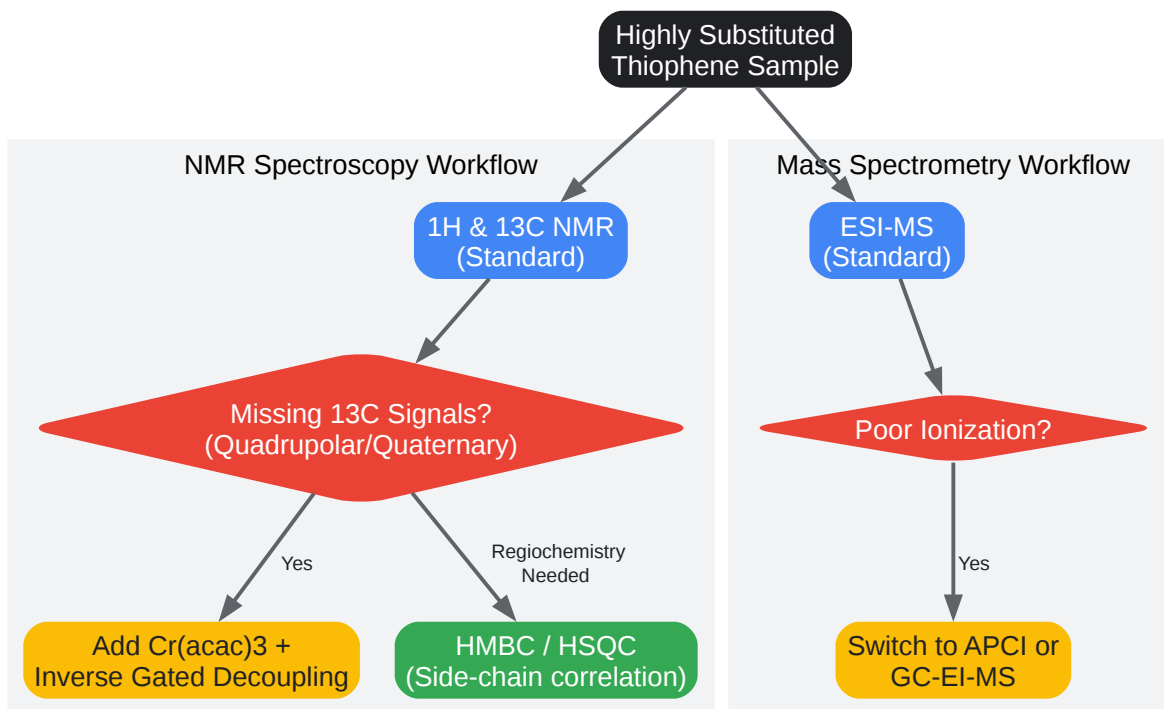 Highly Substituted
Thiophene Sample
NMR Spectroscopy Workflow
Mass Spectrometry Workflow
1H & 13C NMR
(Standard)
ESI-MS
(Standard)
Missing 13C Signals?
(Quadrupolar/Quaternary)
Poor Ionization?
Yes
Regiochemistry
Needed
Yes
Add Cr(acac)3 +
Inverse Gated Decoupling
HMBC / HSQC
(Side-chain correlation)
Switch to APCI or
GC-EI-MS